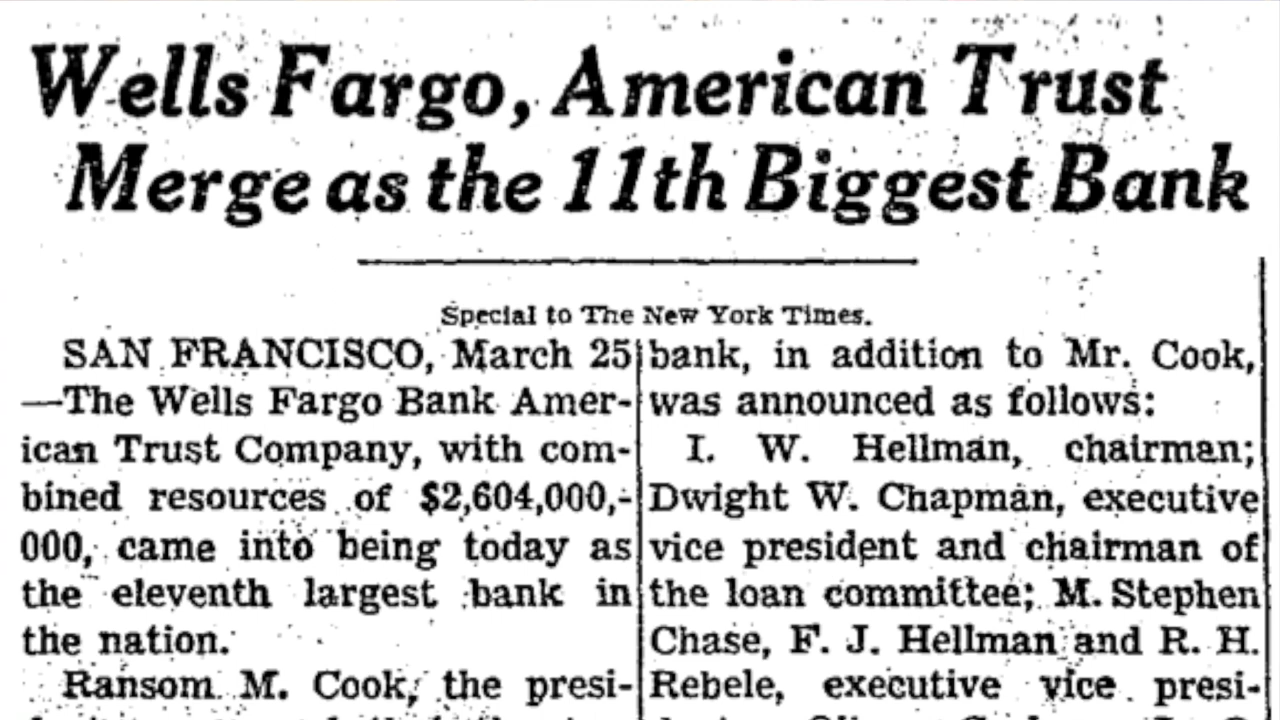 Wells Fargo, American Trust
Merge as the 11th Biggest Bank
Special to The New York Times.
SAN FRANCISCO, March 25
—The Wells Fargo Bank Amer-
ican Trust Company, with com-
bined resources of $2,604,000,-
000, came into being today as
the eleventh largest bank in
the nation.
Ransom M. Cook, the presi-
bank, in addition to Mr. Cook,
was announced as follows:
I. W. Hellman, chairman;
Dwight W. Chapman, executive
vice president and chairman of
the loan committee; M. Stephen
Chase, F. J. Hellman and R. H.
Rebele, executive vice presi-